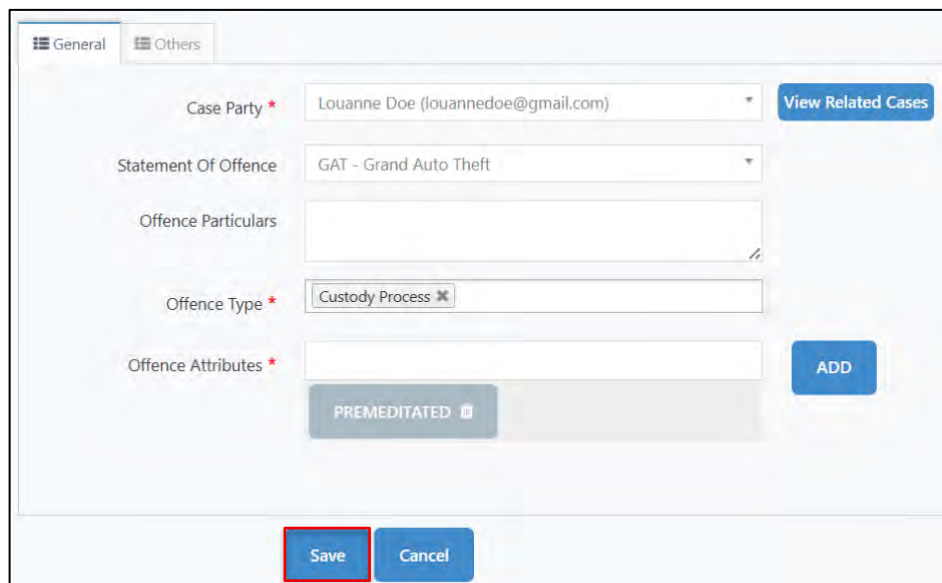 General Others
Case Party * Louanne Doe (louannedoe@gmail.com) View Related Cases
Statement Of Offence GAT - Grand Auto Theft
Offence Particulars
Offence Type * Custody Process ✖
Offence Attributes * ADD
PREMEDITATED
Save Cancel